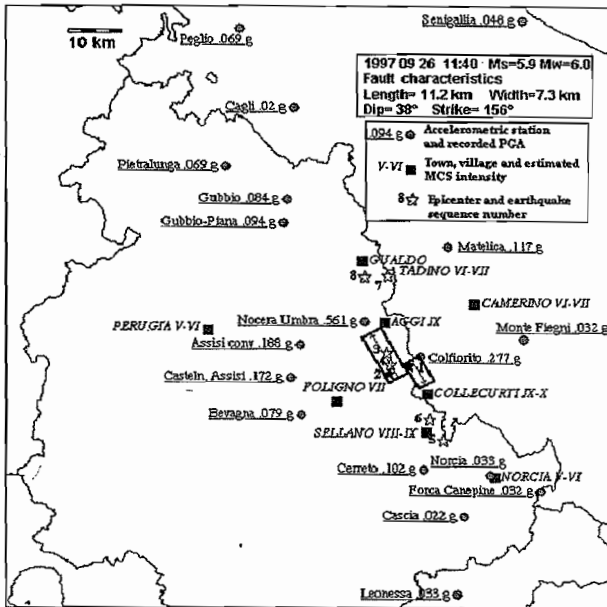 Senigallia .048 g
Peglio .069 g
10 km
1997 09 26 11:40 Ms=5.9 Mw=6.0
Fault characteristics
Length= 11.2 km Width=7.3 km
Dip= 38° Strike= 156°
Cagli .02 g
.094 g Accelerometric station
and recorded PGA
V-VI Town, village and estimated
MCS intensity
8 Epicenter and earthquake
sequence number
Pietralunga .069 g
Gubbio .084 g
Gubbio-Piana .094 g
Matelica .117 g
GUALDO
TADINO VI-VII
8
7
CAMERINO VI-VII
Nocera Umbra .561 g
AGGI IX
PERUGIA V-VI
Monte Fiegni .032 g
Assisi conv .188 g
3
Colfiorito .277 g
Casteln. Assisi .172 g
2
FOLIGNO VII
COLLECURTI IX-X
Bevagna .079 g
6
SELLANO VIII-IX
5
Norcia .033 g
Cerreto .102 g
NORCIA V-VI
Forca Canepine .032 g
Cascia .022 g
Leonessa .033 g